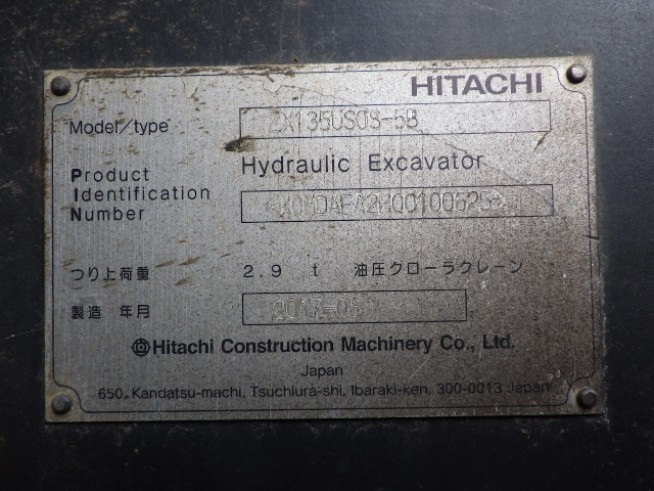 HITACHI
Model/type ZX135USOS-5B
Hydraulic Excavator
Product
Identification
Number
つり上荷重 2.9 t 油圧クローラクレーン
製造 年月
Hitachi Construction Machinery Co., Ltd.
Japan
650, Kandatsu-machi, Tsuchiura-shi, Ibaraki-ken, 300-0013 Japan